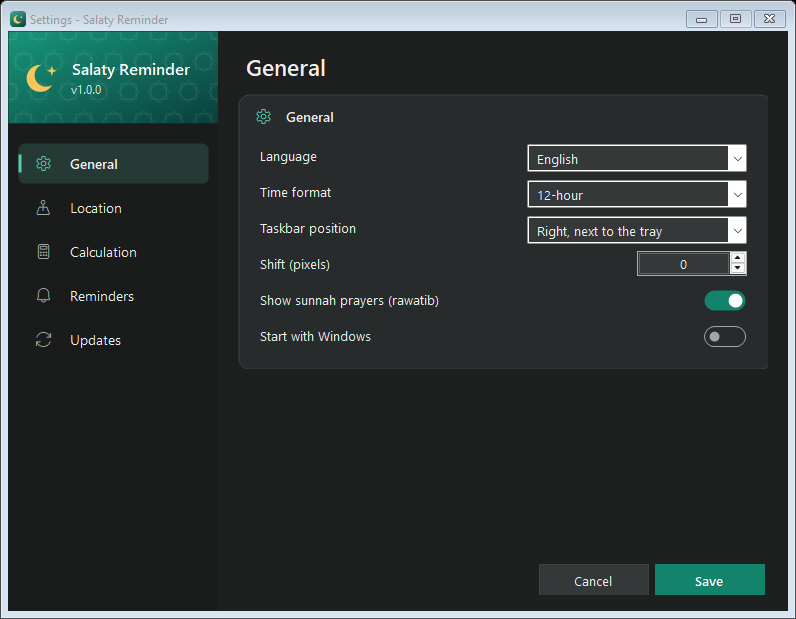 Settings - Salaty Reminder
Salaty Reminder
v1.0.0
General
Location
Calculation
Reminders
Updates
General
General
Language
English
Time format
12-hour
Taskbar position
Right, next to the tray
Shift (pixels)
0
Show sunnah prayers (rawatib)
Start with Windows
Cancel
Save